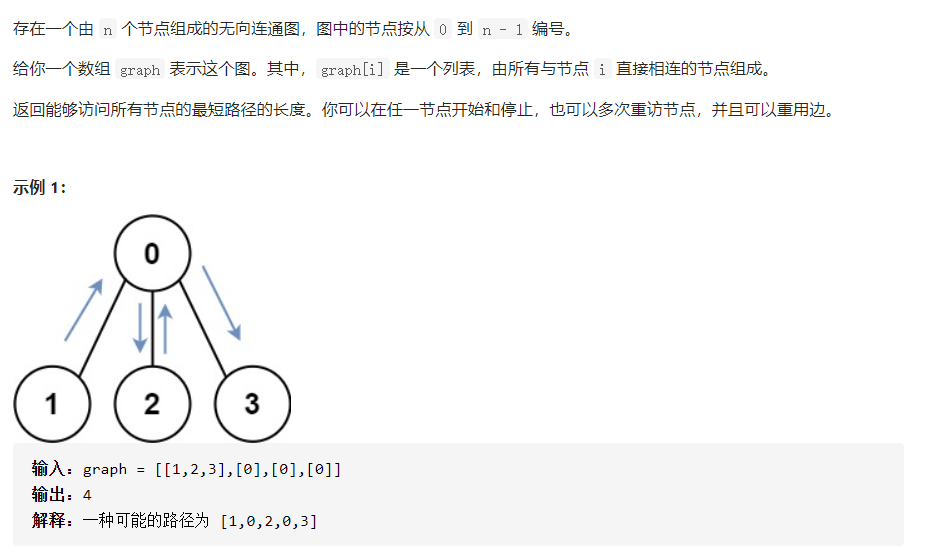 存在一个由 n 个节点组成的无向连通图，图中的节点按从 0 到 n - 1 编号。
给你一个数组 graph 表示这个图。其中，graph[i] 是一个列表，由所有与节点 i 直接相连的节点组成。
返回能够访问所有节点的最短路径的长度。你可以在任一节点开始和停止，也可以多次重访节点，并且可以重用边。
示例 1：
0
1 2 3
输入：graph = [[1,2,3],[0],[0],[0]]
输出：4
解释：一种可能的路径为 [1,0,2,0,3]